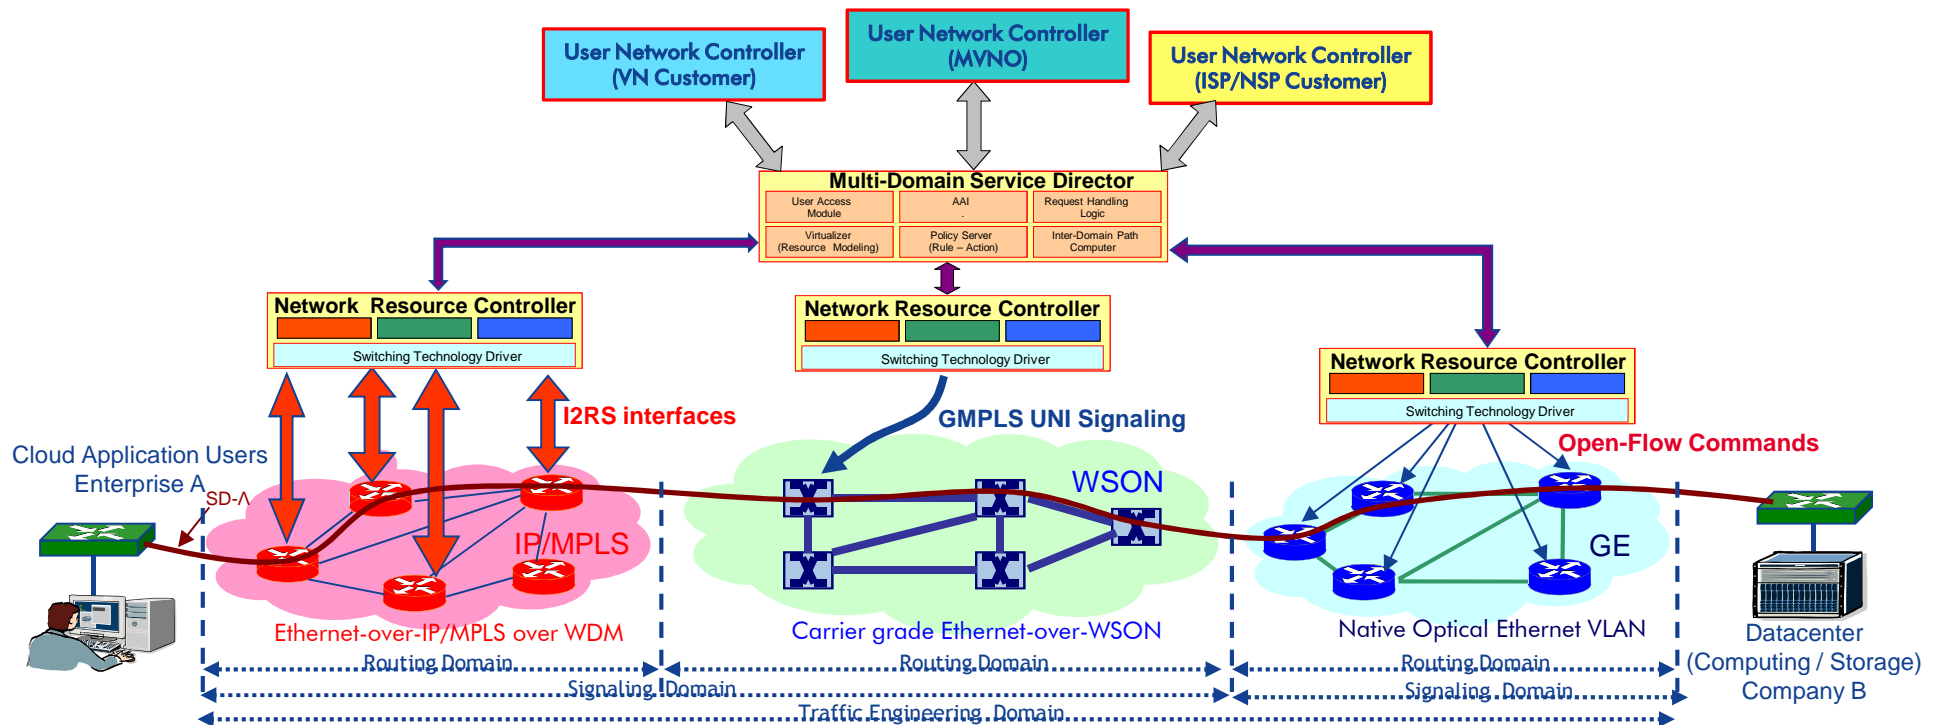 User Network Controller
(VN Customer)
User Network Controller
(MVNO)
User Network Controller
(ISP/NSP Customer)
Multi-Domain Service Director
User Access
Module
AAI
.
Request Handling
Logic
Virtualizer
(Resource Modeling)
Policy Server
(Rule – Action)
Inter-Domain Path
Computer
Network Resource Controller
Switching Technology Driver
Network Resource Controller
Switching Technology Driver
Network Resource Controller
Switching Technology Driver
I2RS interfaces
GMPLS UNI Signaling
Open-Flow Commands
Cloud Application Users
Enterprise A
SD-Λ
IP/MPLS
WSON
GE
Ethernet-over-IP/MPLS over WDM
Carrier grade Ethernet-over-WSON
Native Optical Ethernet VLAN
Datacenter
(Computing / Storage)
Company B
Routing Domain
Routing Domain
Routing Domain
Signaling Domain
Signaling Domain
Traffic Engineering Domain